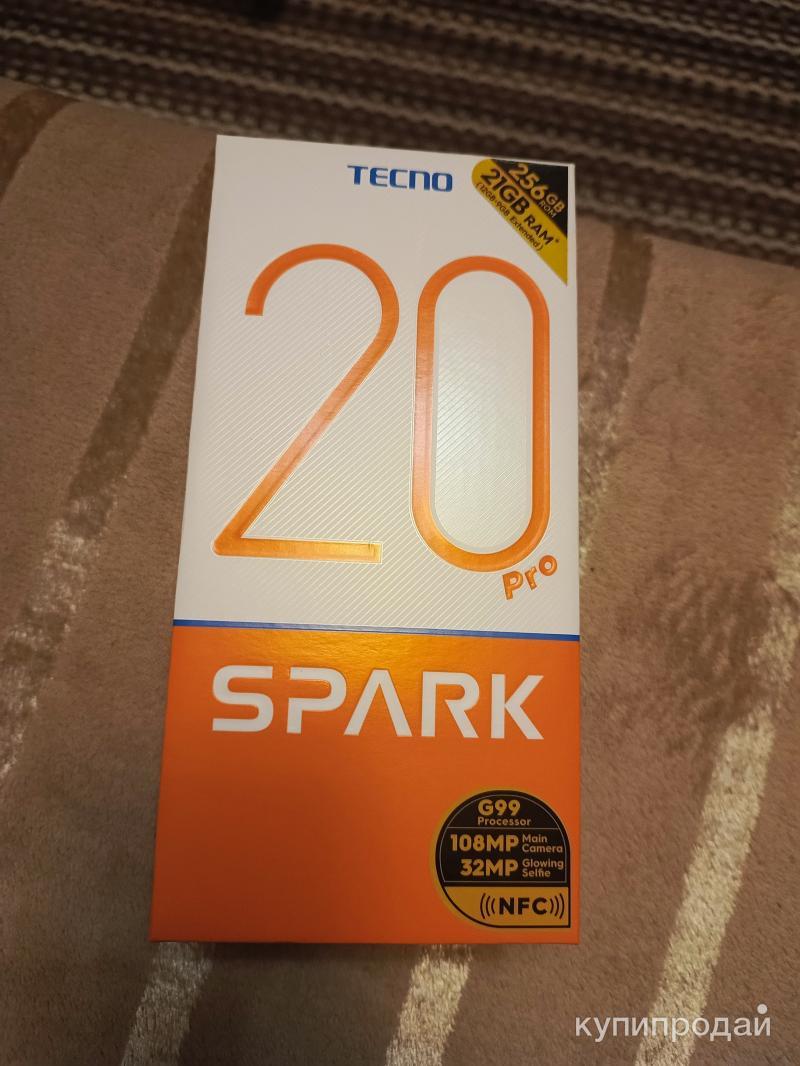 TECNO
256GB ROM
21GB RAM*
(12GB+9GB Extended)
20
Pro
SPARK
G99
Processor
108MP Main Camera
32MP Glowing Selfie
NFC
купипродай